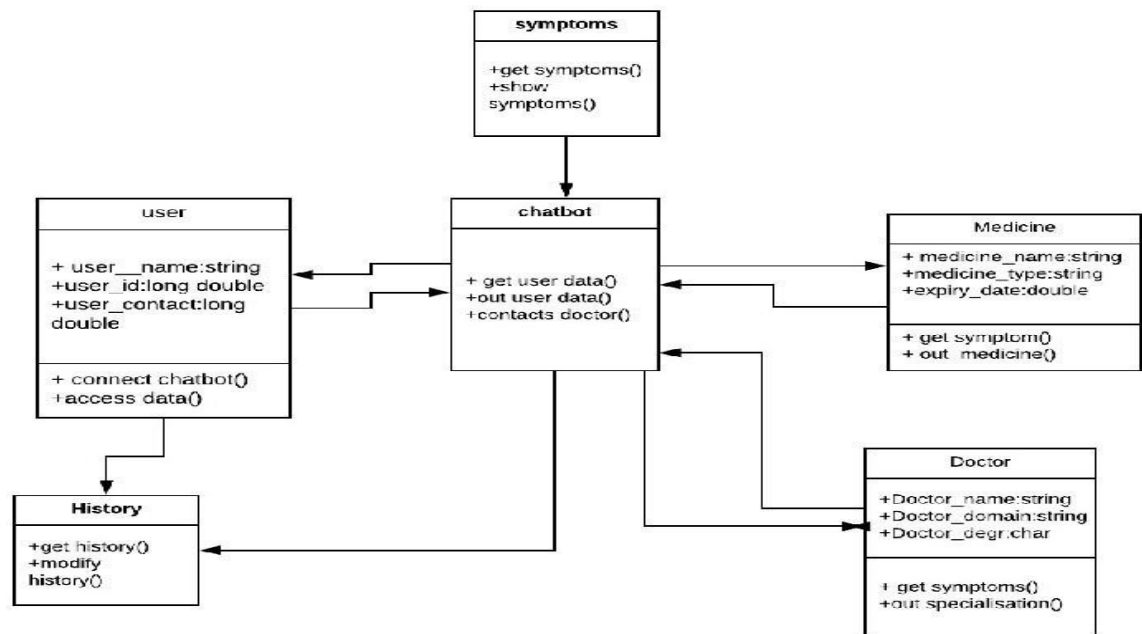 symptoms
+get symptoms()
+show
symptoms()
user
+ user__name:string
+user_id:long double
+user_contact:long
double
+ connect chatbot()
+access data()
chatbot
+ get user data()
+out user data()
+contacts doctor()
Medicine
+ medicine_name:string
+medicine_type:string
+expiry_date:double
+ get symptom()
+ out medicine()
History
+get history()
+modify
history()
Doctor
+Doctor_name:string
+Doctor_domain:string
+Doctor_degr:char
+ get symptoms()
+out specialisation()